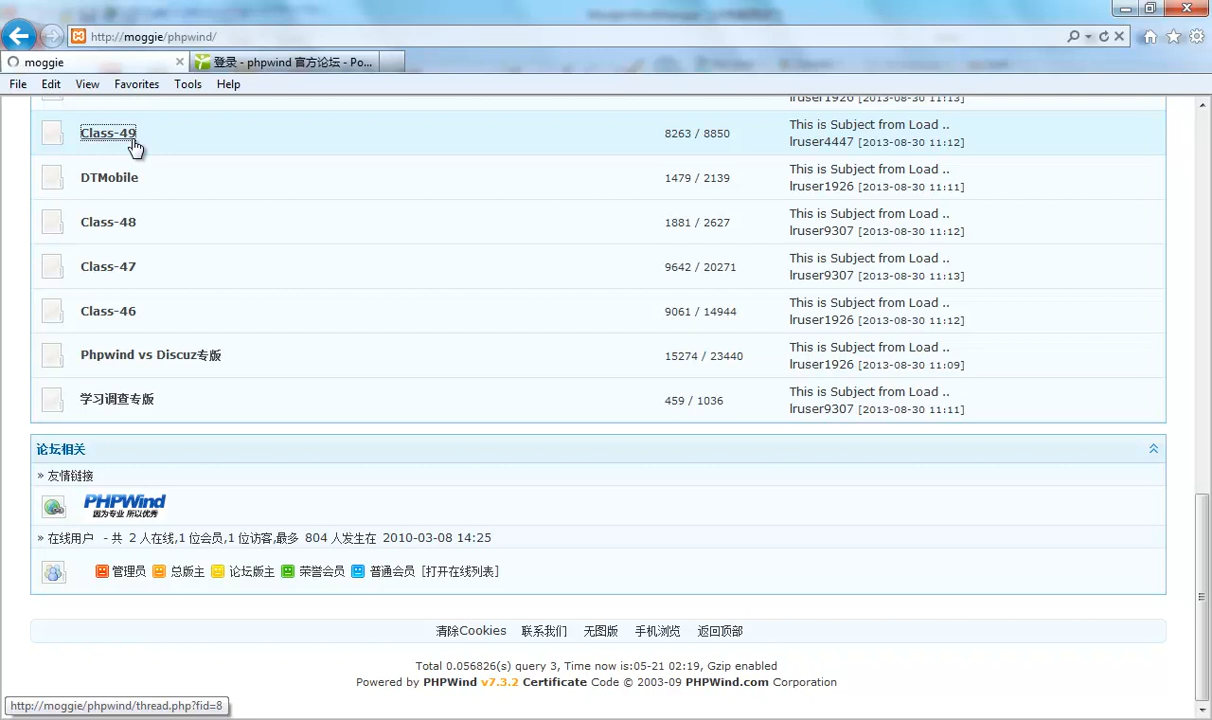 http://moggie/phpwind/
moggie
登录 - phpwind 官方论坛 - Po...
File Edit View Favorites Tools Help
lruser1926 [2013-08-30 11:13]
Class-49 8263 / 8850 This is Subject from Load ..
lruser4447 [2013-08-30 11:12]
DTMobile 1479 / 2139 This is Subject from Load ..
lruser1926 [2013-08-30 11:11]
Class-48 1881 / 2627 This is Subject from Load ..
lruser9307 [2013-08-30 11:12]
Class-47 9642 / 20271 This is Subject from Load ..
lruser9307 [2013-08-30 11:13]
Class-46 9061 / 14944 This is Subject from Load ..
lruser1926 [2013-08-30 11:12]
Phpwind vs Discuz专版 15274 / 23440 This is Subject from Load ..
lruser1926 [2013-08-30 11:09]
学习调查专版 459 / 1036 This is Subject from Load ..
lruser9307 [2013-08-30 11:11]
论坛相关
» 友情链接
PHPWind
因为专业 所以优秀
» 在线用户 - 共 2 人在线,1 位会员,1 位访客,最多 804 人发生在 2010-03-08 14:25
管理员 总版主 论坛版主 荣誉会员 普通会员 [打开在线列表]
清除Cookies 联系我们 无图版 手机浏览 返回顶部
Total 0.056826(s) query 3, Time now is:05-21 02:19, Gzip enabled
Powered by PHPWind v7.3.2 Certificate Code © 2003-09 PHPWind.com Corporation
http://moggie/phpwind/thread.php?fid=8